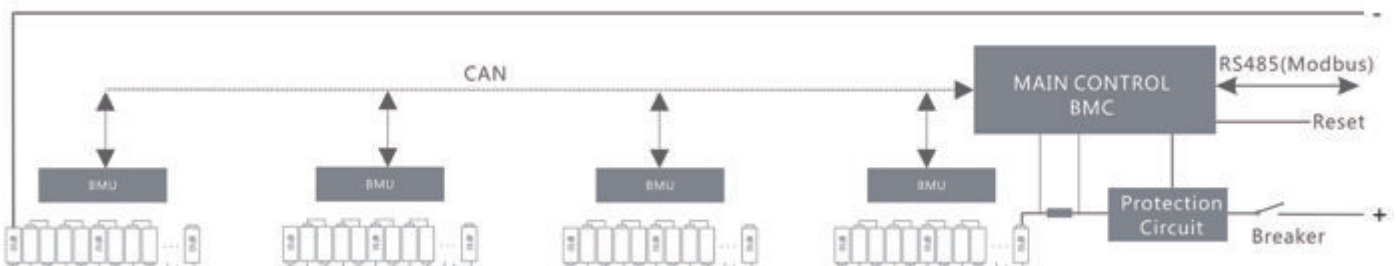 -
CAN
MAIN CONTROL
BMC
RS485(Modbus)
Reset
BMU
BMU
BMU
BMU
Protection
Circuit
+
Breaker